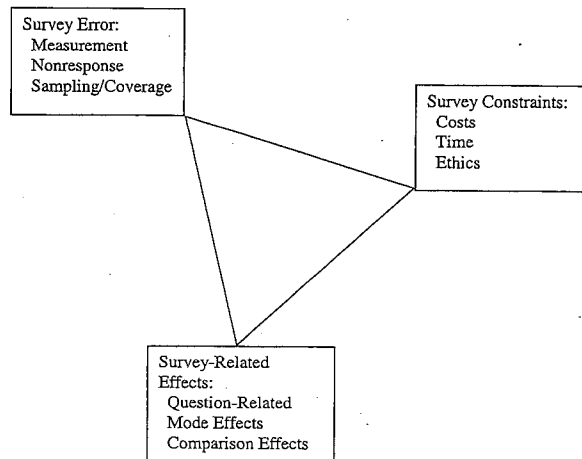 Survey Error:
Measurement
Nonresponse
Sampling/Coverage
Survey Constraints:
Costs
Time
Ethics
Survey-Related
Effects:
Question-Related
Mode Effects
Comparison Effects